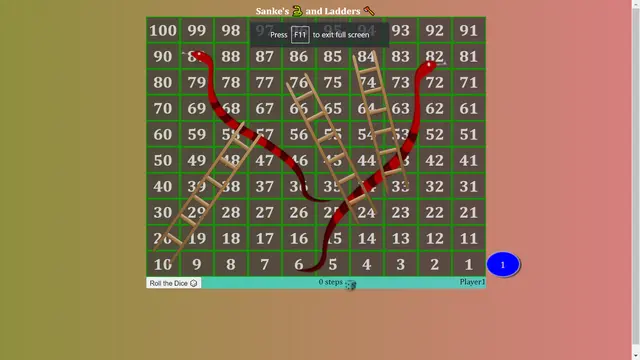 Sanke's and Ladders
Press F11 to exit full screen
100 99 98 97 93 92 91
90 88 87 86 85 84 83 82 81
80 79 78 77 76 75 74 73 72 71
70 69 68 67 66 65 64 63 62 61
60 59 58 57 56 55 54 53 52 51
50 49 48 47 46 45 44 43 42 41
40 39 38 37 36 35 34 33 32 31
30 29 28 27 26 25 24 23 22 21
20 19 18 17 16 15 14 13 12 11
10 9 8 7 6 5 4 3 2 1
1
Roll the Dice 0 steps Player1